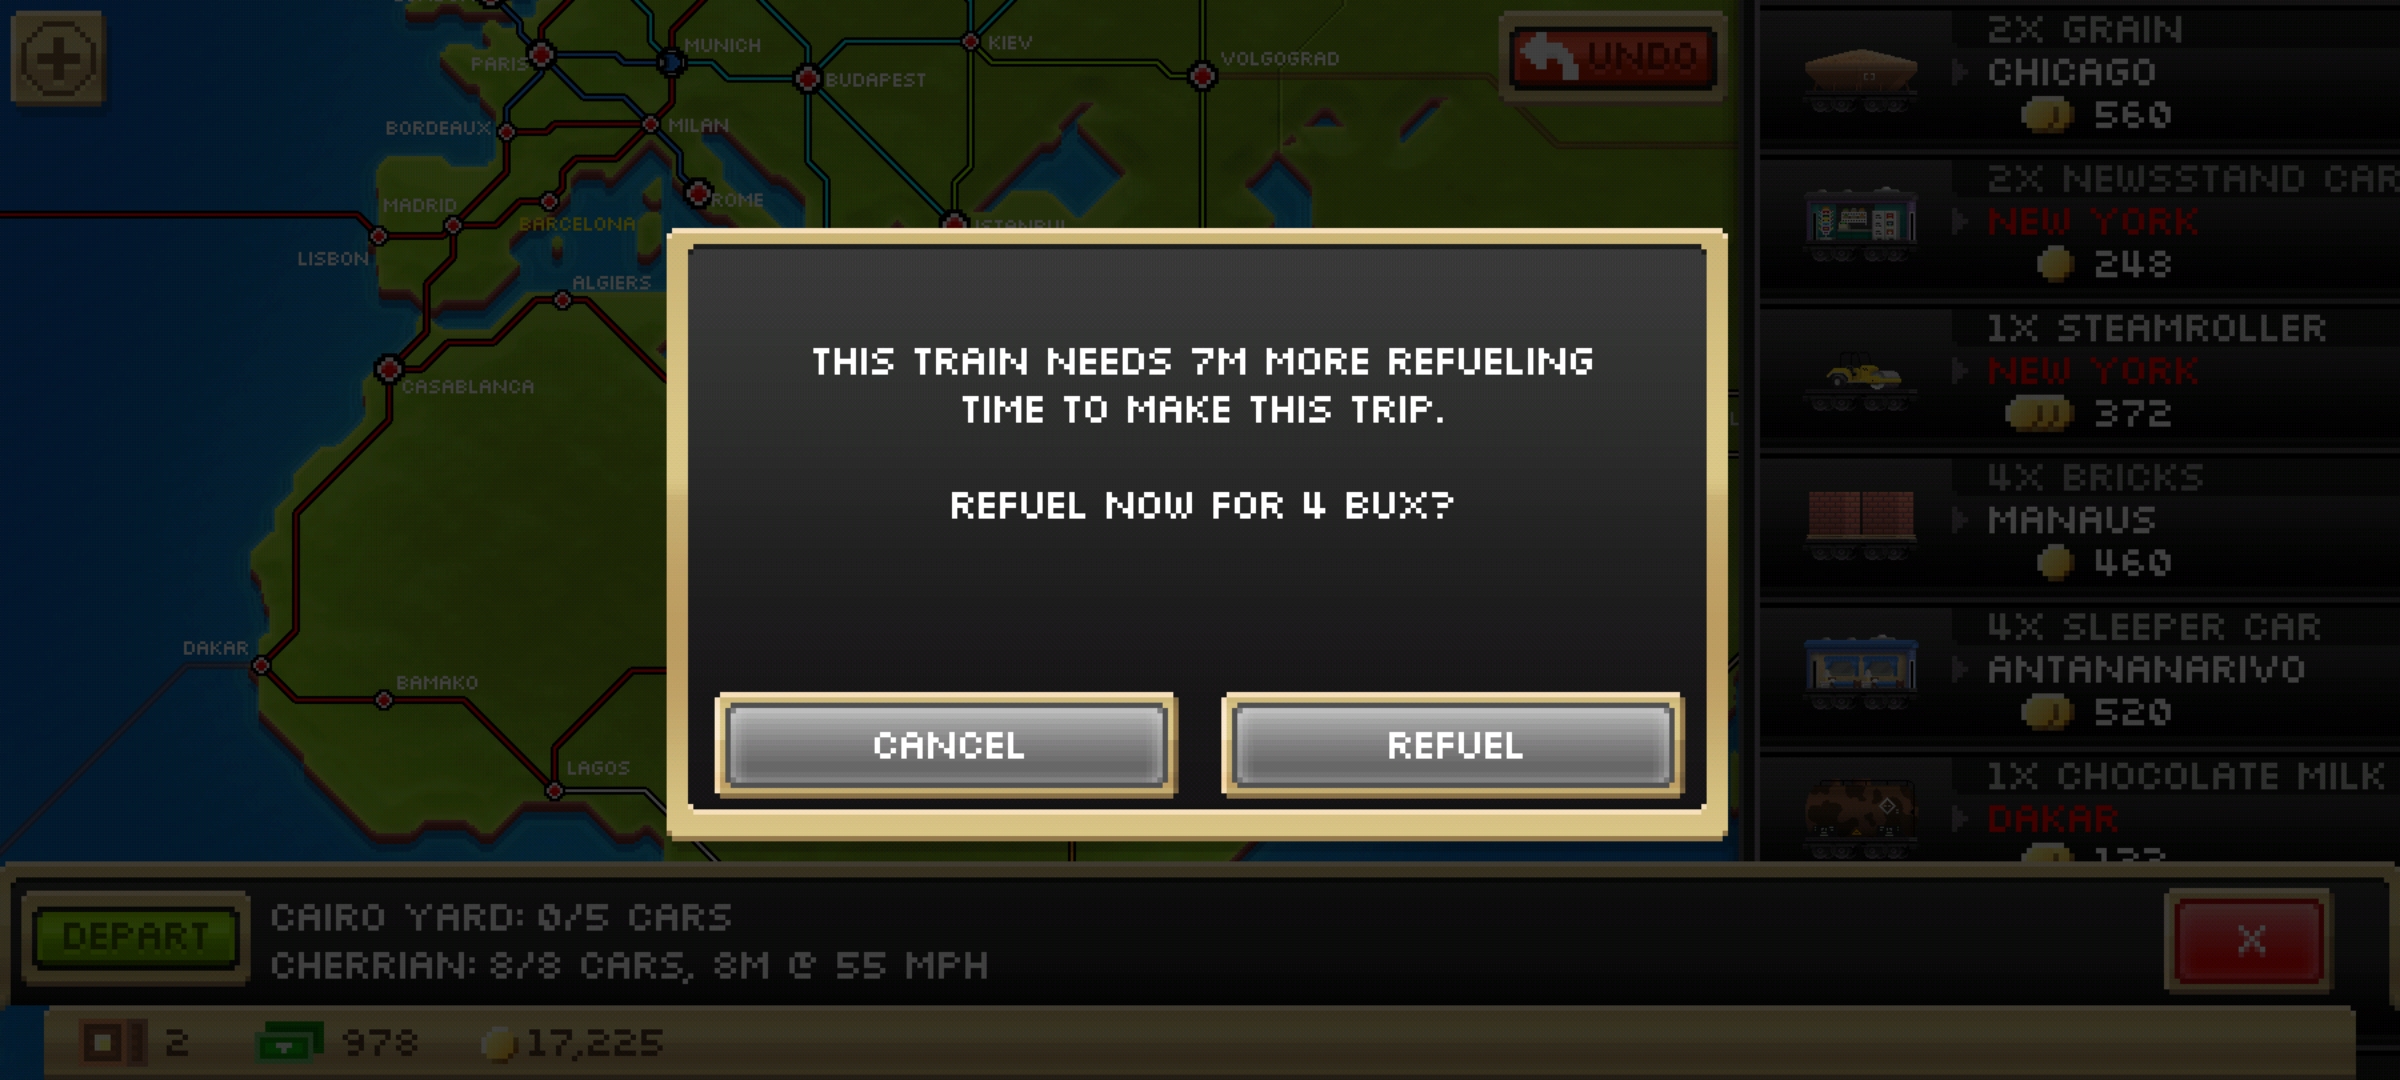 PARIS
MUNICH
BUDAPEST
KIEV
VOLGOGRAD
UNDO
BORDEAUX
MILAN
MADRID
BARCELONA
ROME
ISTANBUL
LISBON
ALGIERS
CASABLANCA
DAKAR
BAMAKO
LAGOS
THIS TRAIN NEEDS 7M MORE REFUELING
TIME TO MAKE THIS TRIP.
REFUEL NOW FOR 4 BUX?
CANCEL
REFUEL
2X GRAIN
CHICAGO
560
2X NEWSSTAND CAR
NEW YORK
248
1X STEAMROLLER
NEW YORK
372
4X BRICKS
MANAUS
460
4X SLEEPER CAR
ANTANANARIVO
520
1X CHOCOLATE MILK
DAKAR
DEPART
CAIRO YARD: 0/5 CARS
CHERRIAN: 8/8 CARS, 8M @ 55 MPH
X
2
978
17,225